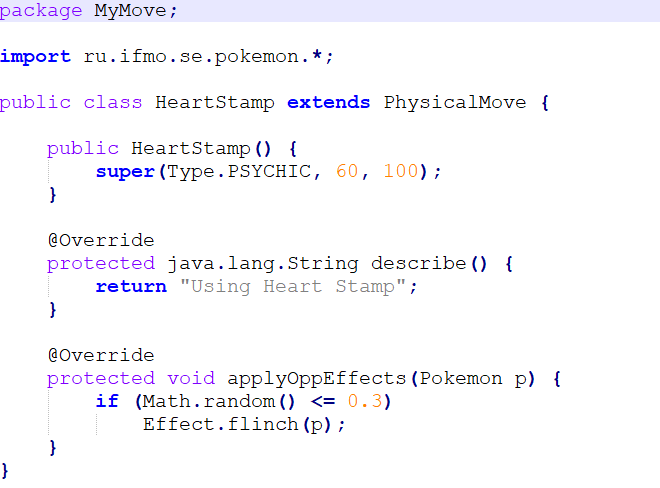 package MyMove;
import ru.ifmo.se.pokemon.*;
public class HeartStamp extends PhysicalMove {
public HeartStamp() {
super(Type.PSYCHIC, 60, 100);
}
@Override
protected java.lang.String describe() {
return "Using Heart Stamp";
}
@Override
protected void applyOppEffects(Pokemon p) {
if (Math.random() <= 0.3)
Effect.flinch(p);
}
}